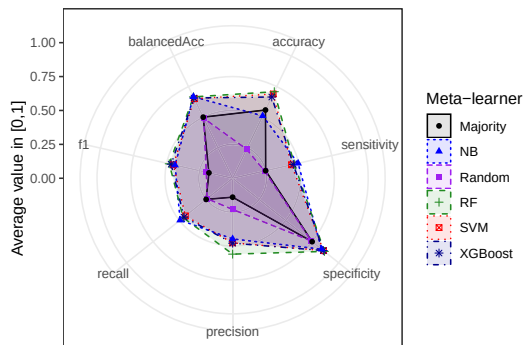 Average value in [0,1]
1.00
0.75
0.50
0.25
0.00
balancedAcc
accuracy
f1
sensitivity
recall
specificity
precision
Meta-learner
Majority
NB
Random
RF
SVM
XGBoost